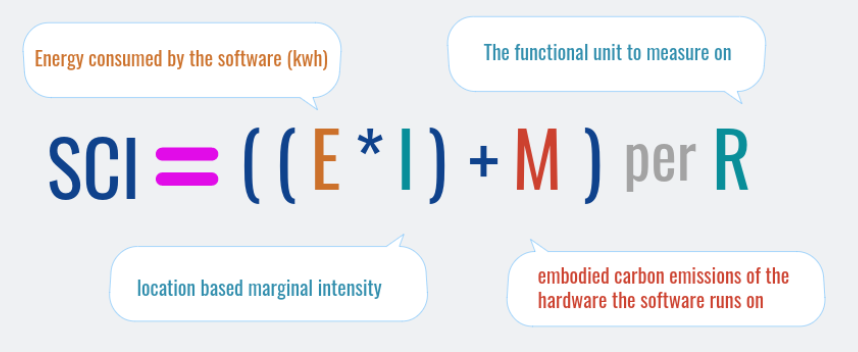 Energy consumed by the software (kwh)
The functional unit to measure on
SCI = ( ( E * I ) + M ) per R
location based marginal intensity
embodied carbon emissions of the
hardware the software runs on